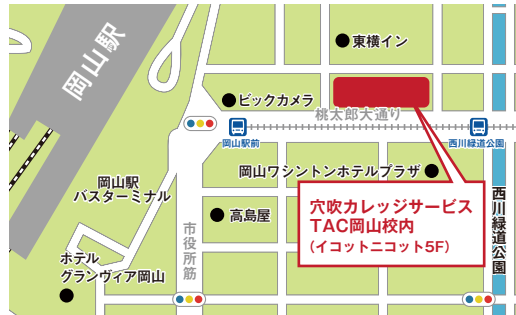 岡山駅
東横イン
ビックカメラ
桃太郎大通り
岡山駅前
西川緑道公園
岡山ワシントンホテルプラザ
岡山駅
バスターミナル
穴吹カレッジサービス
TAC岡山校内
(イコットニコット5F)
西川緑道公園
高島屋
市役所筋
ホテル
グランヴィア岡山